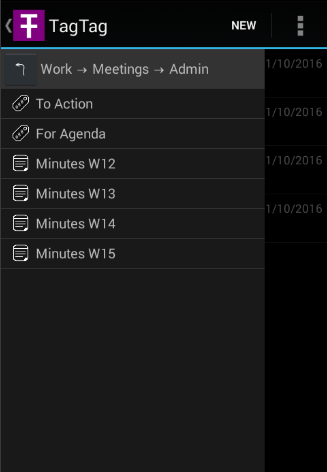 TagTag NEW
Work → Meetings → Admin
1/10/2016
To Action
For Agenda
1/10/2016
Minutes W12
1/10/2016
Minutes W13
1/10/2016
Minutes W14
Minutes W15